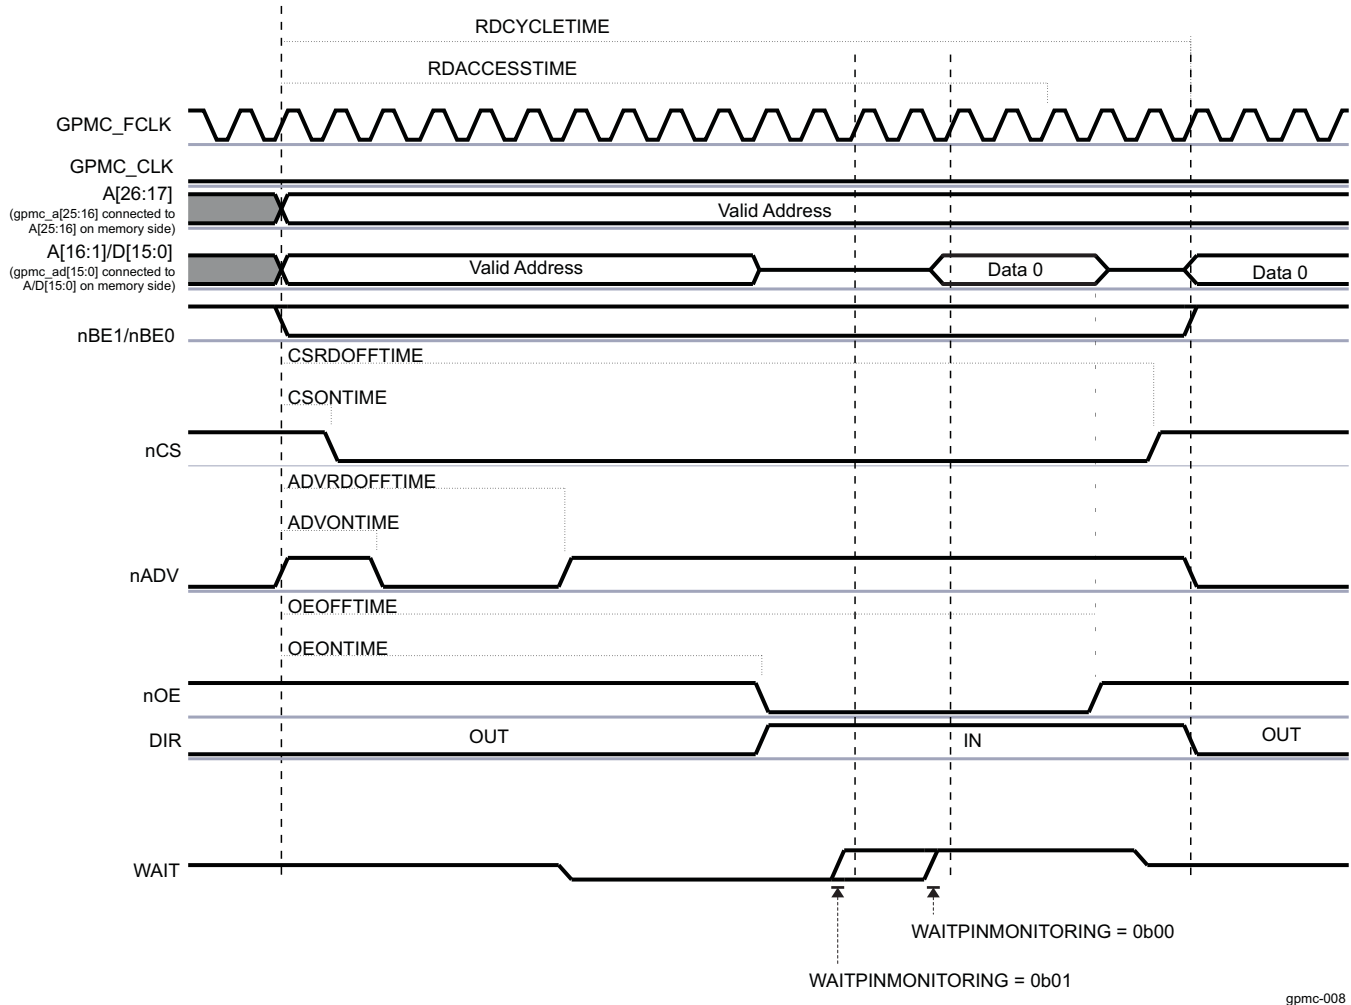 RDCYCLETIME
RDACCESSTIME
GPMC_FCLK
GPMC_CLK
A[26:17]
(gpmc_a[25:16] connected to
A[25:16] on memory side)
Valid Address
A[16:1]/D[15:0]
(gpmc_ad[15:0] connected to
A/D[15:0] on memory side)
Valid Address
Data 0
Data 0
nBE1/nBE0
CSRDOFFTIME
CSONTIME
nCS
ADVRDOFFTIME
ADVONTIME
nADV
OEOFFTIME
OEONTIME
nOE
DIR
OUT
IN
OUT
WAIT
WAITPINMONITORING = 0b00
WAITPINMONITORING = 0b01
gpmc-008